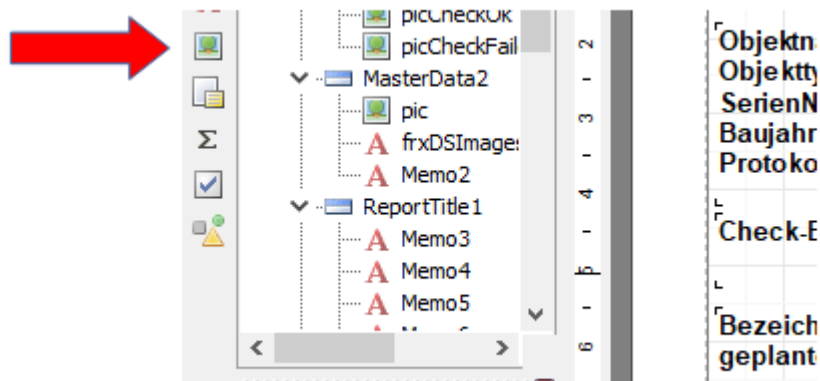 picCheckOk
picCheckFail
MasterData2
pic
frxDSImages
Memo2
ReportTitle1
Memo3
Memo4
Memo5
2
3
4
5
6
Objektn
Objektty
SerienN
Baujahr
Protoko
Check-E
Bezeich
geplant